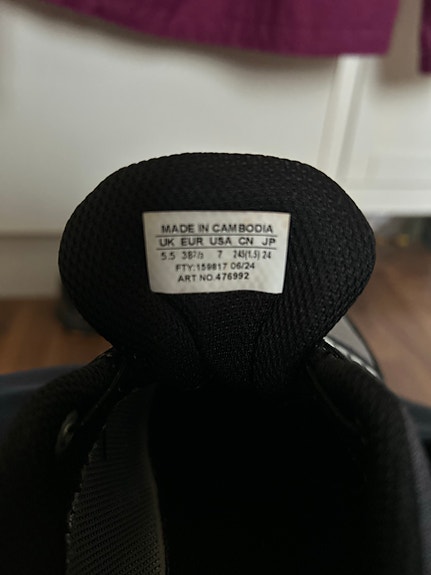 MADE IN CAMBODIA
UK EUR USA CN JP
5.5 38⅔ 7 243(1.5) 24
FTY:159817 06/24
ART NO.476992